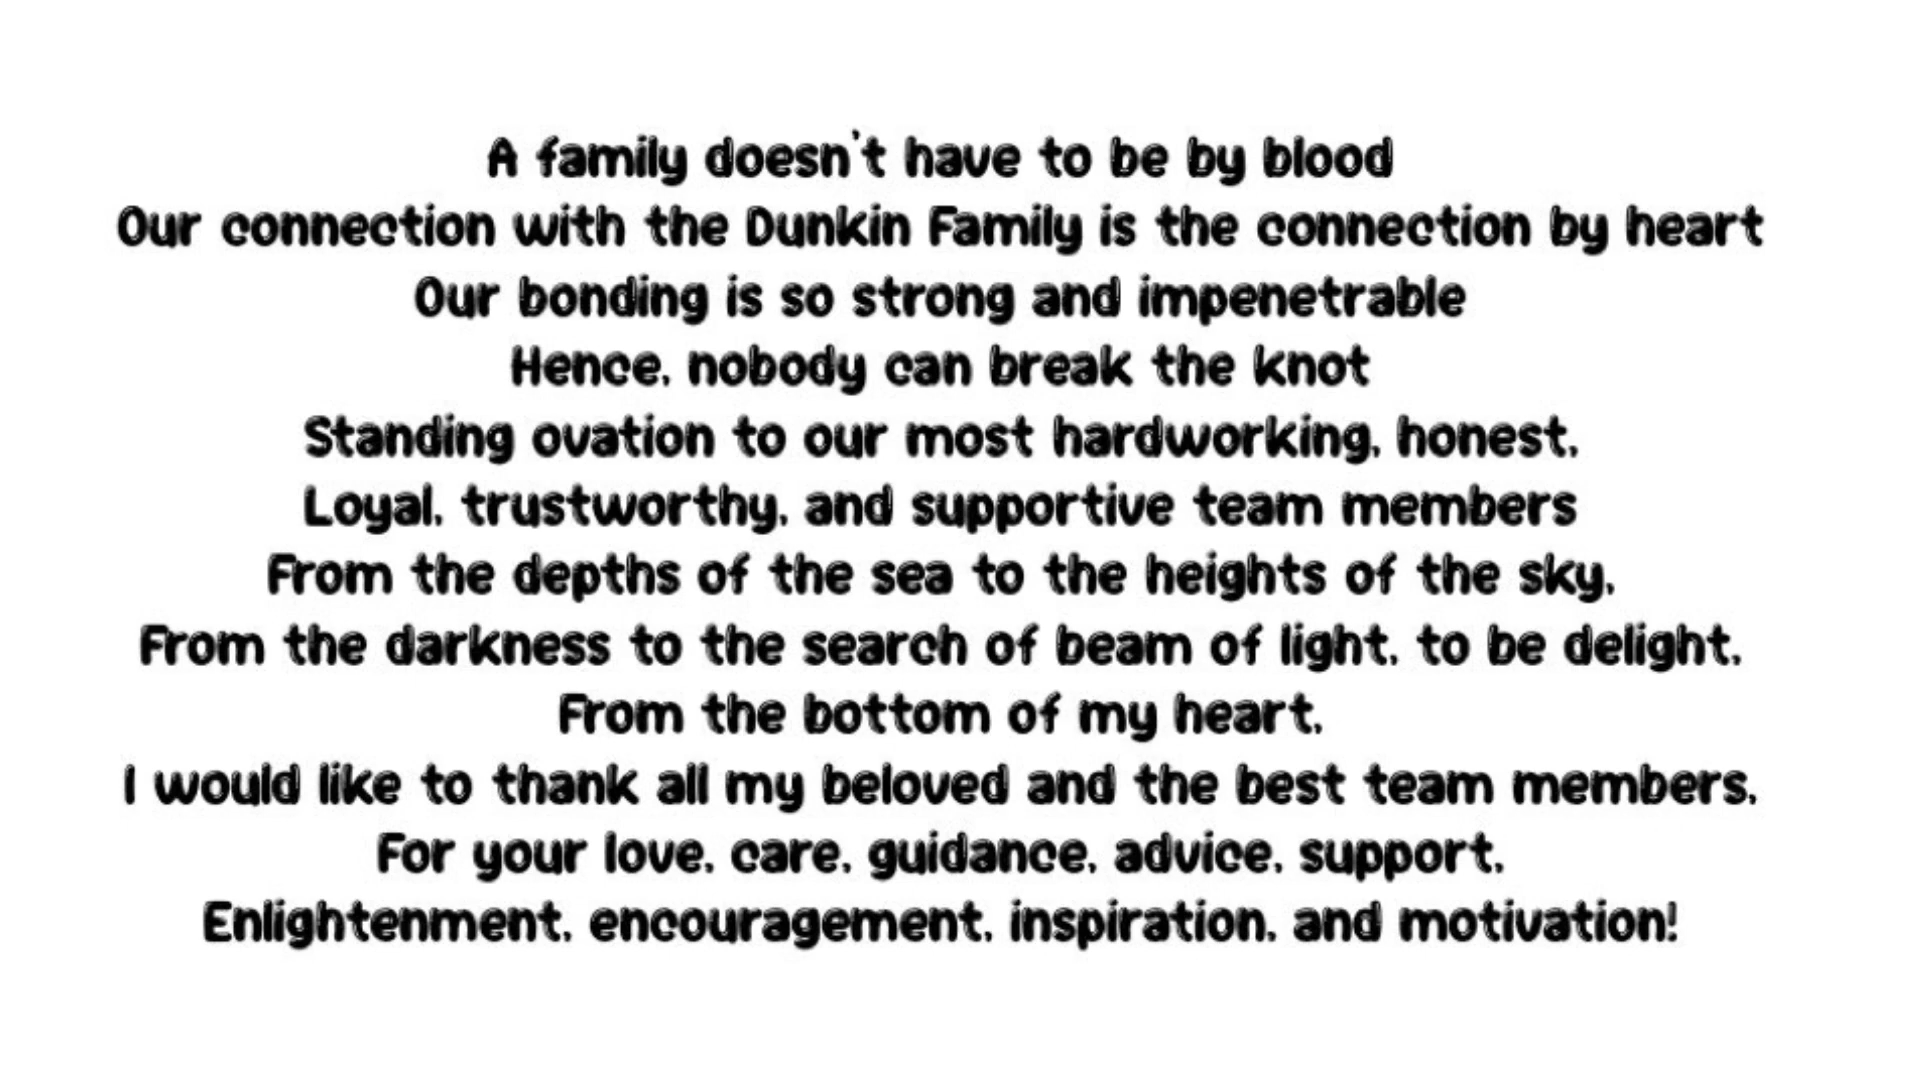 A family doesn't have to be by blood
Our connection with the Dunkin Family is the connection by heart
Our bonding is so strong and impenetrable
Hence, nobody can break the knot
Standing ovation to our most hardworking, honest,
Loyal, trustworthy, and supportive team members
From the depths of the sea to the heights of the sky,
From the darkness to the search of beam of light, to be delight,
From the bottom of my heart,
I would like to thank all my beloved and the best team members,
For your love, care, guidance, advice, support,
Enlightenment, encouragement, inspiration, and motivation!